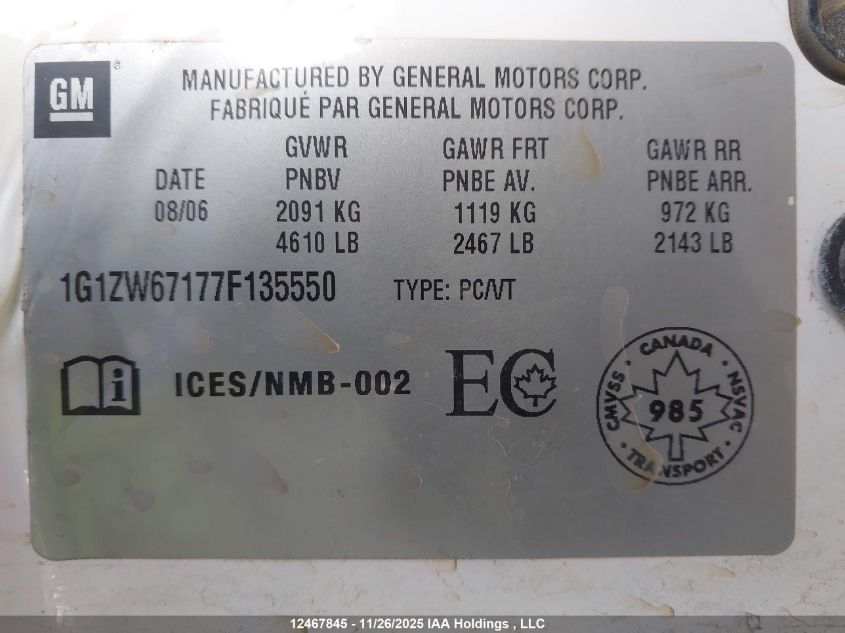 GM ®
MANUFACTURED BY GENERAL MOTORS CORP.
FABRIQUÉ PAR GENERAL MOTORS CORP.
GVWR GAWR FRT GAWR RR
DATE PNBV PNBE AV. PNBE ARR.
08/06 2091 KG 1119 KG 972 KG
4610 LB 2467 LB 2143 LB
1G1ZW67177F135550 TYPE: PC/VT
i ICES/NMB-002 EC
CANADA
CMVSS · 985 · NSVAC
TRANSPORT
12467845 - 11/26/2025 IAA Holdings , LLC